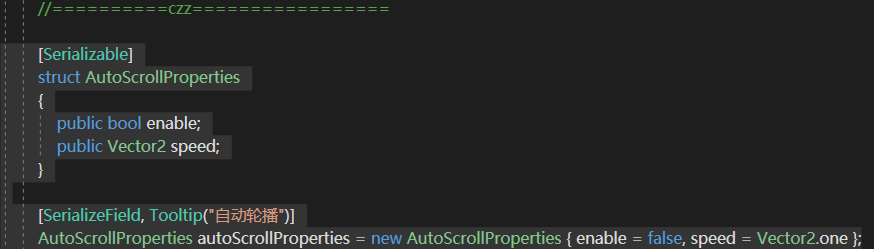 //==========czz=================
[Serializable]
struct AutoScrollProperties
{
public bool enable;
public Vector2 speed;
}
[SerializeField, Tooltip("自动轮播")]
AutoScrollProperties autoScrollProperties = new AutoScrollProperties { enable = false, speed = Vector2.one };